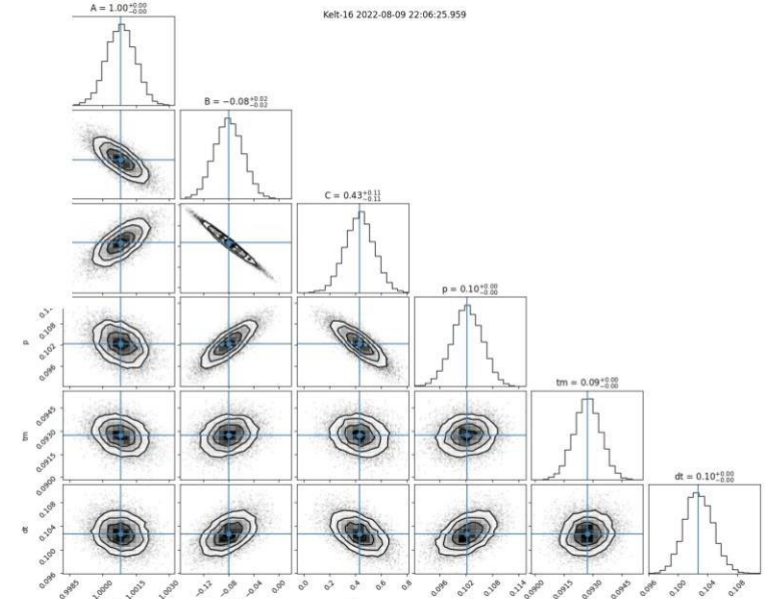 A = 1.00+0.00 −0.00
Kelt-16 2022-08-09 22:06:25.959
B = −0.08+0.02 −0.02
C = 0.43+0.11 −0.11
p = 0.10+0.00 −0.00
tm = 0.09+0.00 −0.00
dt = 0.10+0.00 −0.00
p
0.108
0.102
0.096
tm
0.0945
0.0930
0.0915
0.0900
dt
0.108
0.104
0.100
0.096
0.9985 1.0000 1.0015 1.0030 −0.12 −0.08 −0.04 0.00 0.0 0.2 0.4 0.6 0.8 0.096 0.102 0.108 0.114 0.0900 0.0915 0.0930 0.0945 0.096 0.100 0.104 0.108